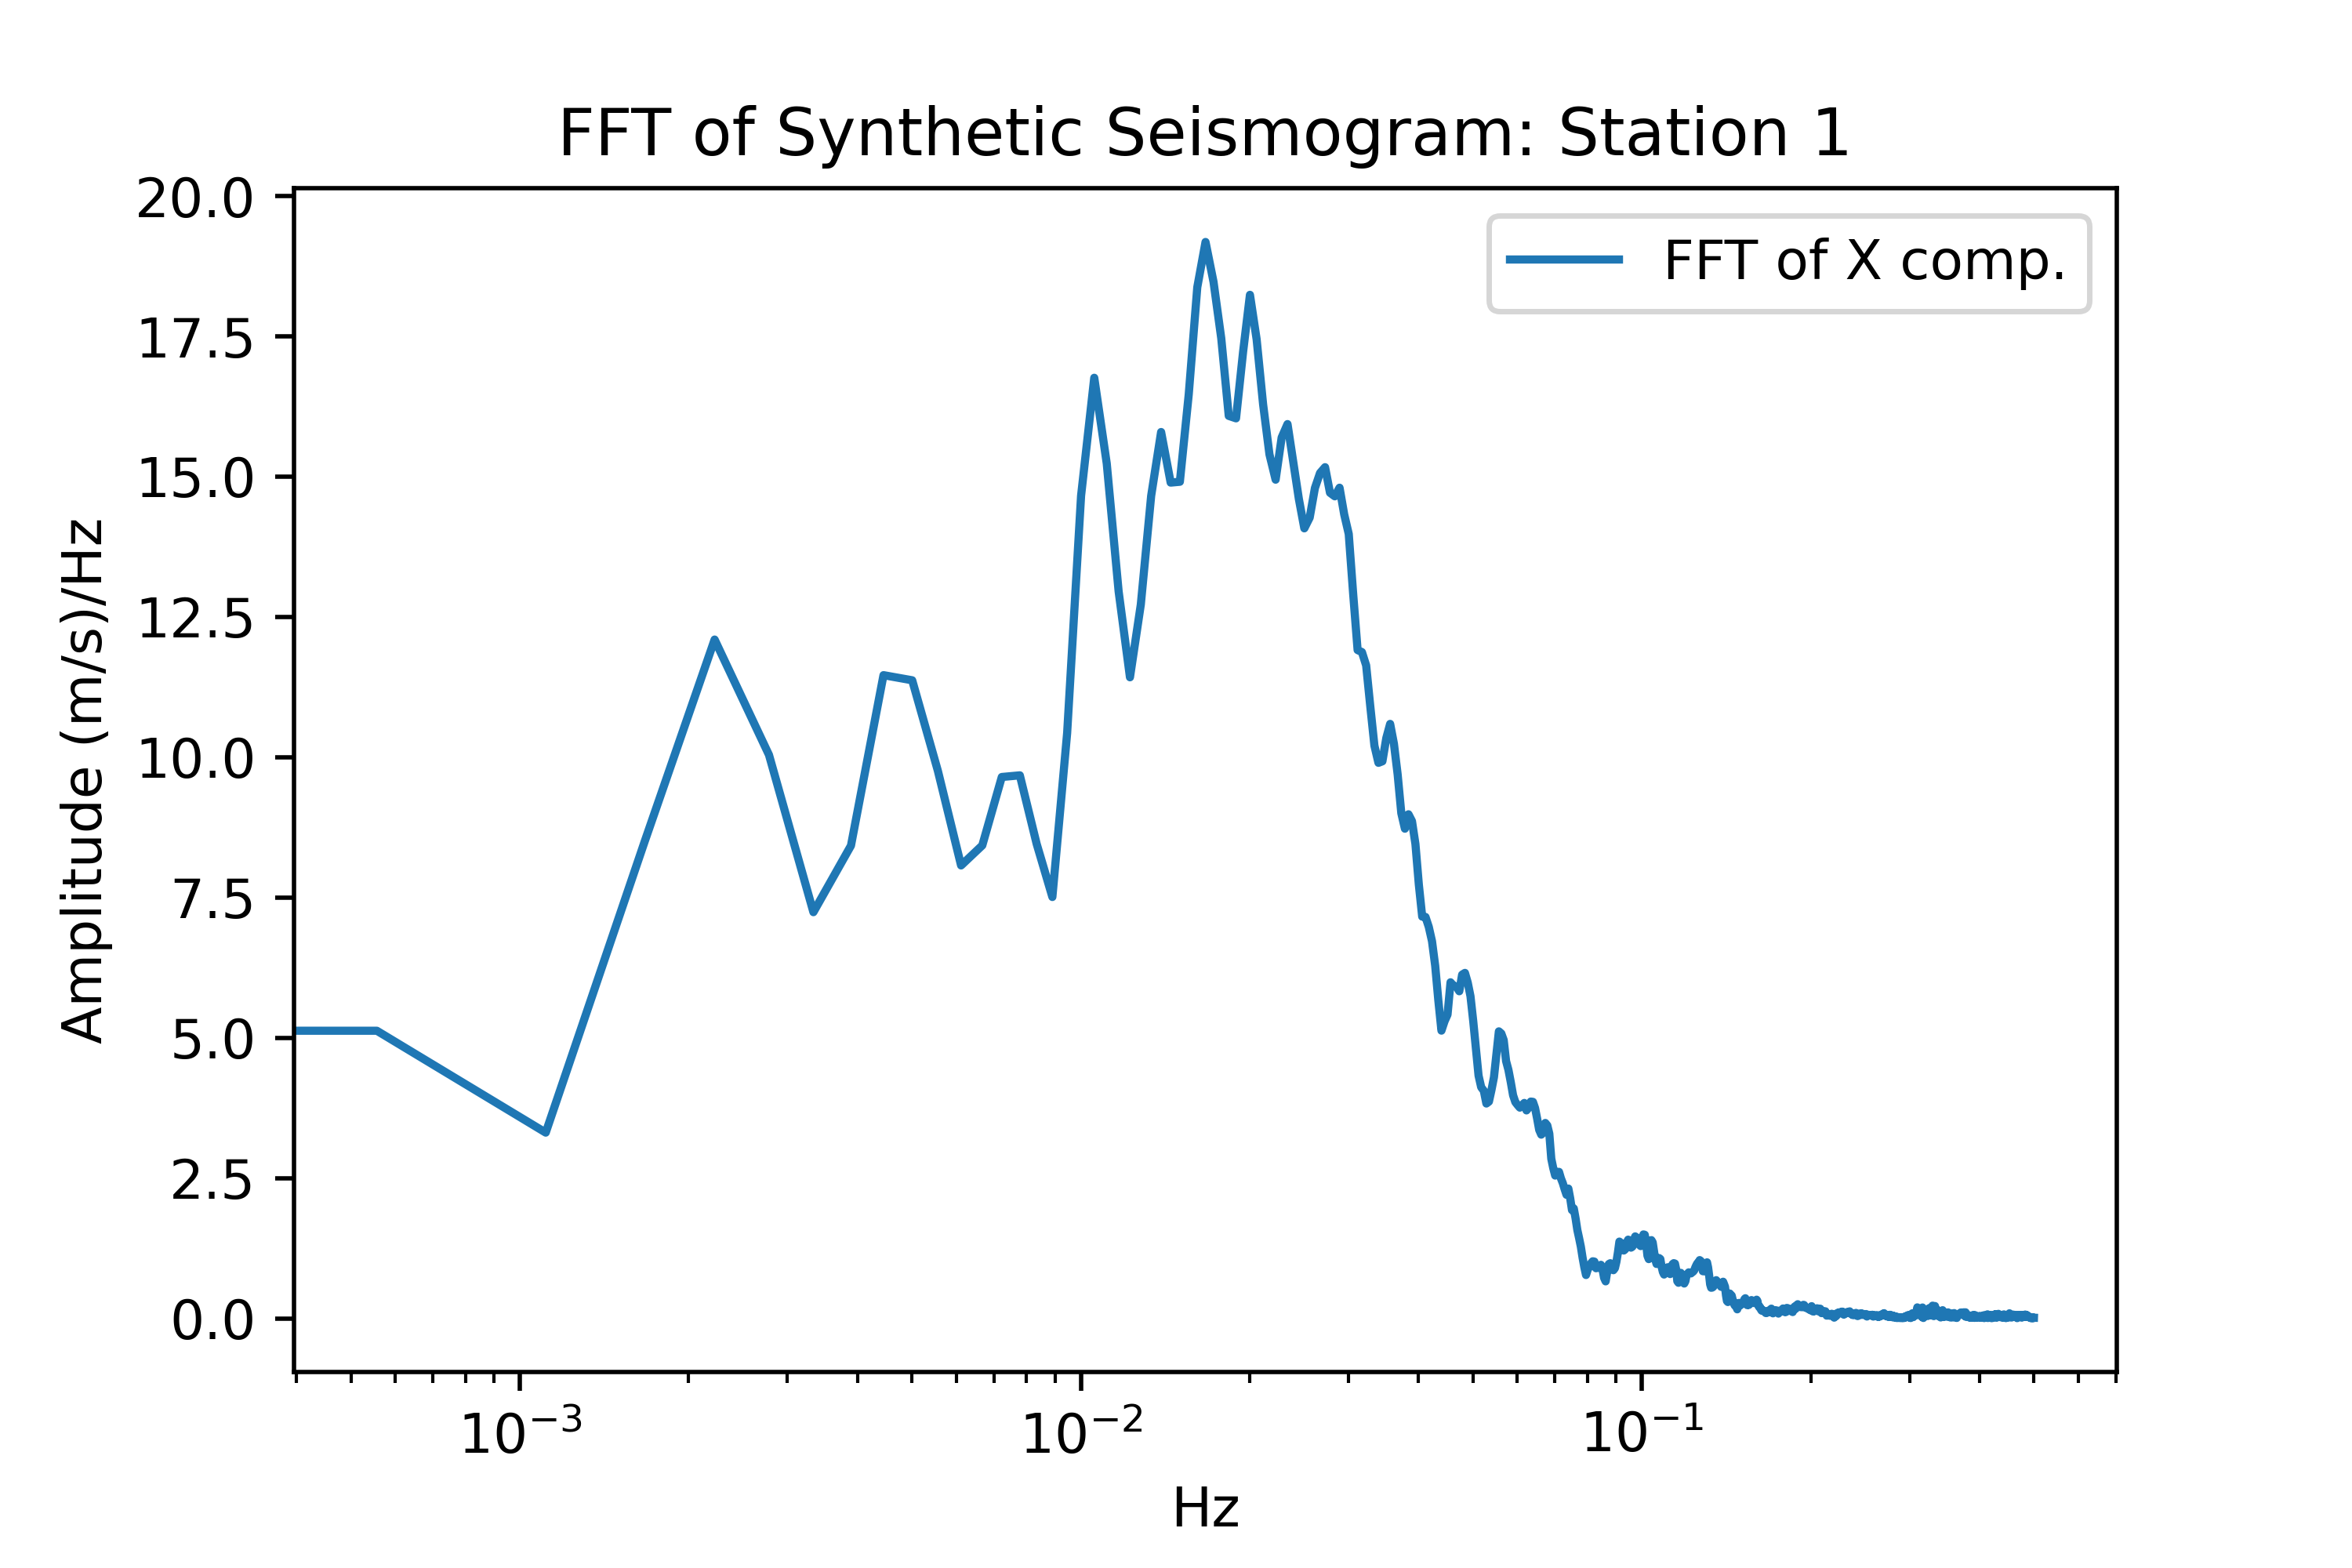 FFT of Synthetic Seismogram: Station 1
FFT of X comp.
Amplitude (m/s)/Hz
20.0
17.5
15.0
12.5
10.0
7.5
5.0
2.5
0.0
10⁻³ 10⁻² 10⁻¹
Hz